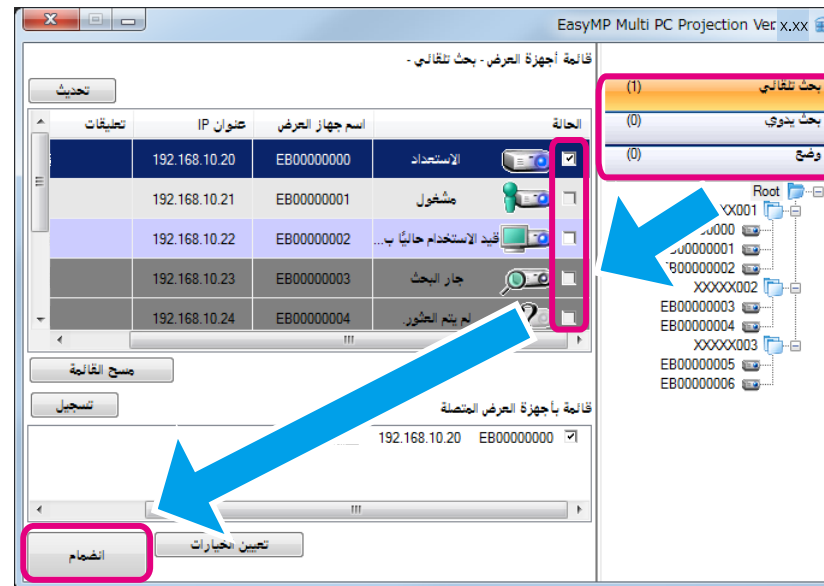 EasyMP Multi PC Projection Ver. x.xx
قائمة أجهزة العرض - بحث تلقائي -
تحديث
الحالة اسم جهاز العرض عنوان IP تعليقات
الاستعداد EB00000000 192.168.10.20
مشغول EB00000001 192.168.10.21
قيد الاستخدام حاليًا ب... EB00000002 192.168.10.22
جار البحث EB00000003 192.168.10.23
لم يتم العثور. EB00000004 192.168.10.24
مسح القائمة
تسجيل
قائمة بأجهزة العرض المتصلة
EB00000000 192.168.10.20
تعيين الخيارات
انضمام
بحث تلقائي (1)
بحث يدوي (0)
وضع (0)
Root
XX001
EB00000002
XXXXX002
EB00000003
EB00000004
XXXXX003
EB00000005
EB00000006